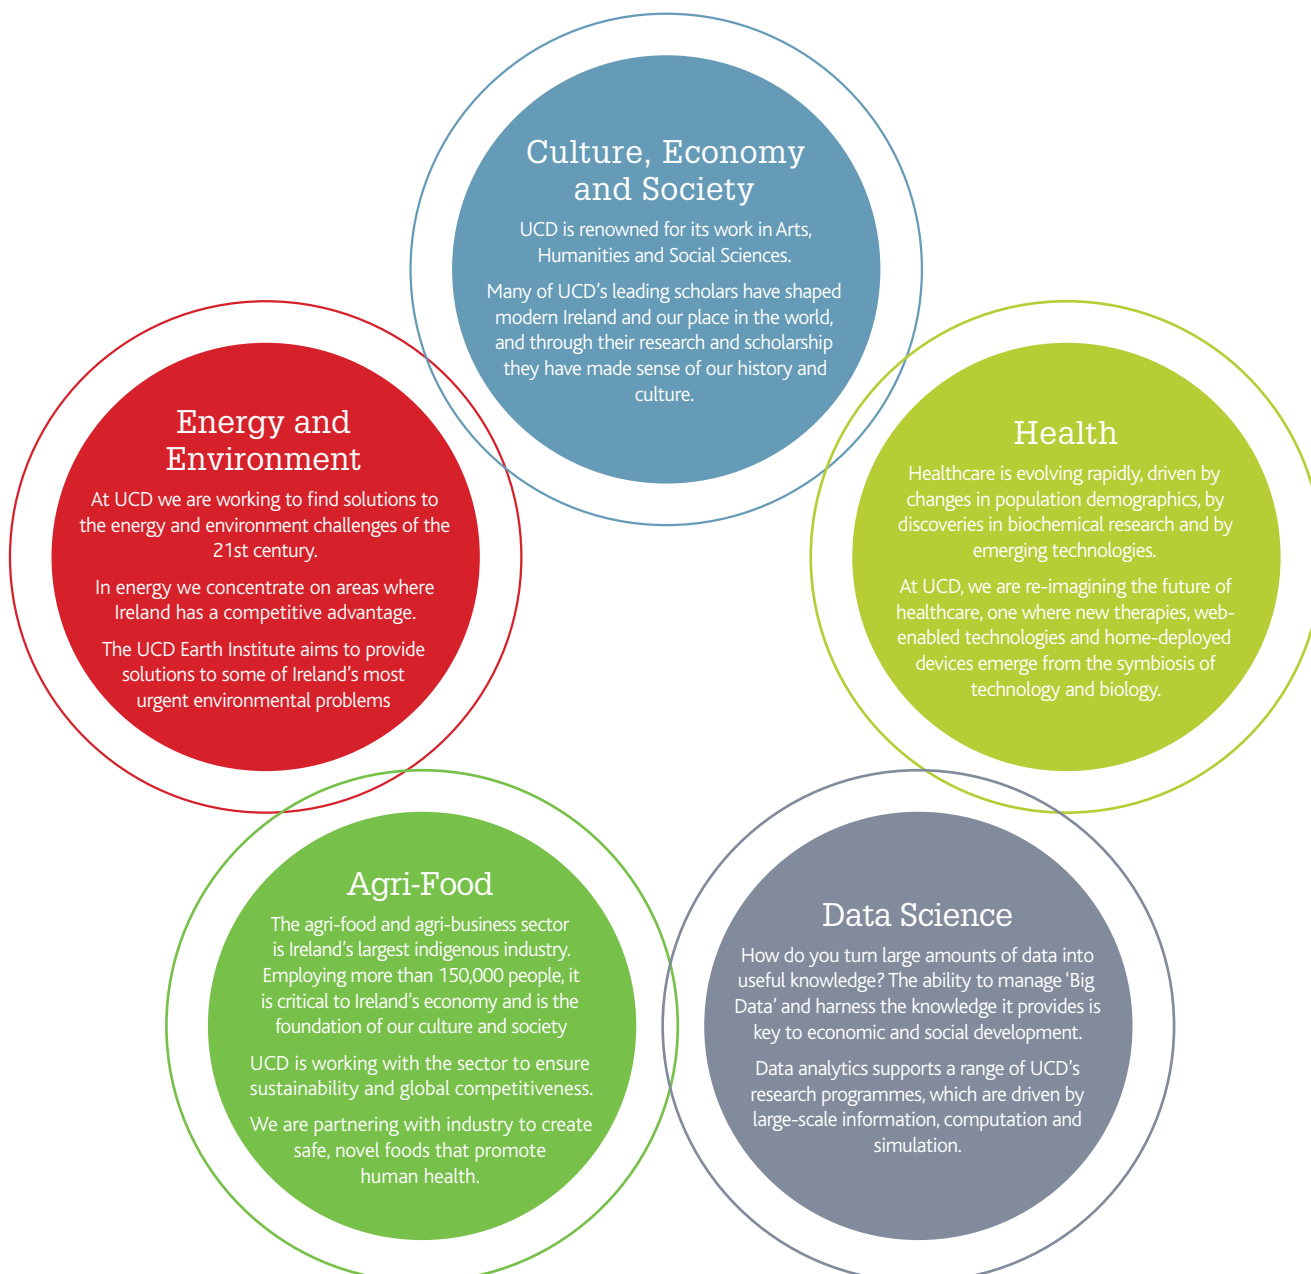 Culture, Economy
and Society
UCD is renowned for its work in Arts,
Humanities and Social Sciences.
Many of UCD's leading scholars have shaped
modern Ireland and our place in the world,
and through their research and scholarship
they have made sense of our history and
culture.
Energy and
Environment
At UCD we are working to find solutions to
the energy and environment challenges of the
21st century.
In energy we concentrate on areas where
Ireland has a competitive advantage.
The UCD Earth Institute aims to provide
solutions to some of Ireland's most
urgent environmental problems
Health
Healthcare is evolving rapidly, driven by
changes in population demographics, by
discoveries in biochemical research and by
emerging technologies.
At UCD, we are re-imagining the future of
healthcare, one where new therapies, web-
enabled technologies and home-deployed
devices emerge from the symbiosis of
technology and biology.
Agri-Food
The agri-food and agri-business sector
is Ireland's largest indigenous industry.
Employing more than 150,000 people, it
is critical to Ireland's economy and is the
foundation of our culture and society
UCD is working with the sector to ensure
sustainability and global competitiveness.
We are partnering with industry to create
safe, novel foods that promote
human health.
Data Science
How do you turn large amounts of data into
useful knowledge? The ability to manage 'Big
Data' and harness the knowledge it provides is
key to economic and social development.
Data analytics supports a range of UCD's
research programmes, which are driven by
large-scale information, computation and
simulation.